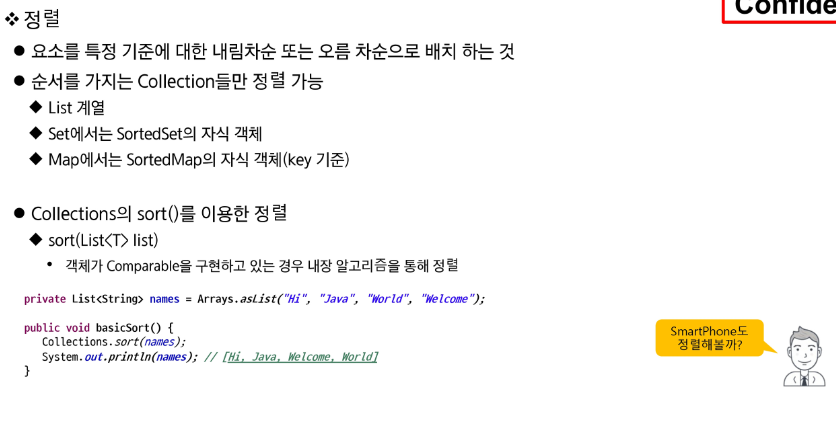 ❖정렬
● 요소를 특정 기준에 대한 내림차순 또는 오름 차순으로 배치 하는 것
● 순서를 가지는 Collection들만 정렬 가능
◆ List 계열
◆ Set에서는 SortedSet의 자식 객체
◆ Map에서는 SortedMap의 자식 객체(key 기준)
● Collections의 sort()를 이용한 정렬
◆ sort(List<T> list)
• 객체가 Comparable을 구현하고 있는 경우 내장 알고리즘을 통해 정렬
private List<String> names = Arrays.asList("Hi", "Java", "World", "Welcome");
public void basicSort() {
Collections.sort(names);
System.out.println(names); // [Hi, Java, Welcome, World]
}
SmartPhone도
정렬해볼까?